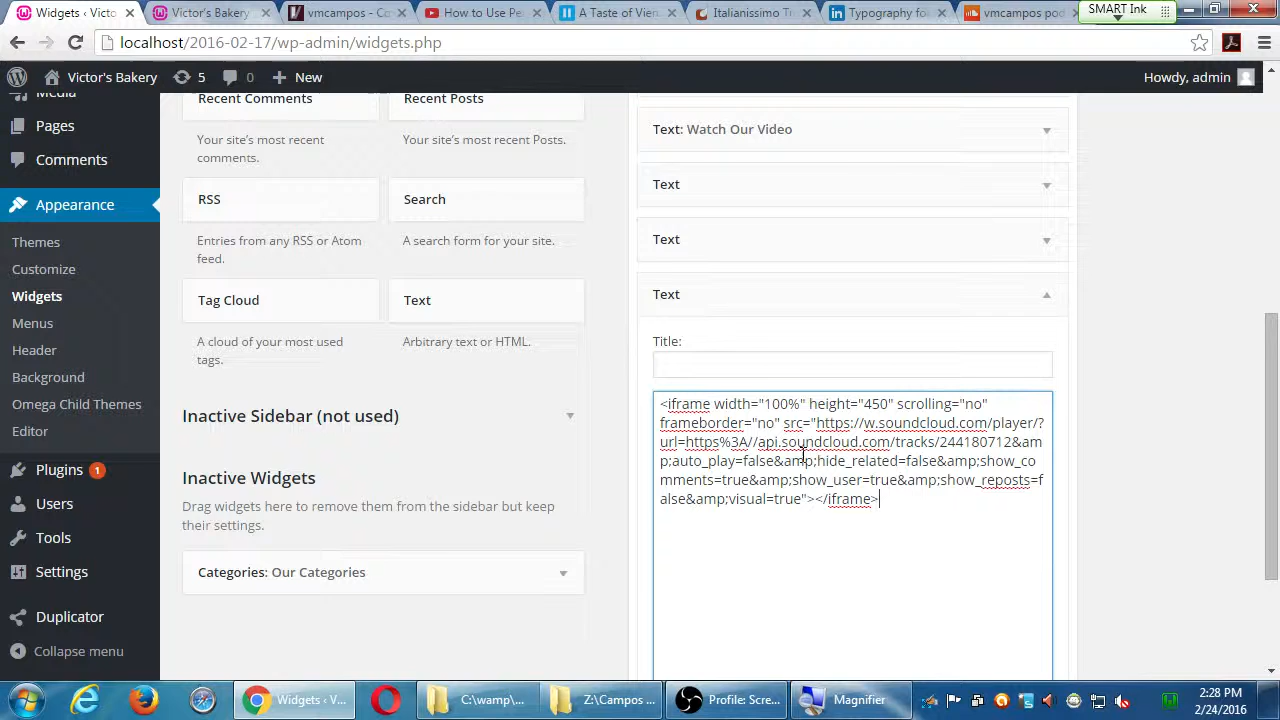 Widgets ‹ Victo
Victor's Bakery
vmcampos - Co
How to Use Pe
A Taste of Vien
Italianissimo Tr
Typography fo
vmcampos pod
SMART Ink
localhost/2016-02-17/wp-admin/widgets.php
Victor's Bakery
5
0
New
Howdy, admin
Media
Pages
Comments
Appearance
Themes
Customize
Widgets
Menus
Header
Background
Omega Child Themes
Editor
Plugins 1
Users
Tools
Settings
Duplicator
Collapse menu
Recent Comments
Your site's most recent
comments.
Recent Posts
Your site's most recent Posts.
RSS
Entries from any RSS or Atom
feed.
Search
A search form for your site.
Tag Cloud
A cloud of your most used
tags.
Text
Arbitrary text or HTML.
Inactive Sidebar (not used)
Inactive Widgets
Drag widgets here to remove them from the sidebar but keep
their settings.
Categories: Our Categories
Text: Watch Our Video
Text
Text
Text
Title:
<iframe width="100%" height="450" scrolling="no"
frameborder="no" src="https://w.soundcloud.com/player/?
url=https%3A//api.soundcloud.com/tracks/244180712&am
p;auto_play=false&amp;hide_related=false&amp;show_co
mments=true&amp;show_user=true&amp;show_reposts=f
alse&amp;visual=true"></iframe>
Widgets ‹ V...
C:\wamp\...
Z:\Campos ...
Profile: Scre...
Magnifier
2:28 PM
2/24/2016